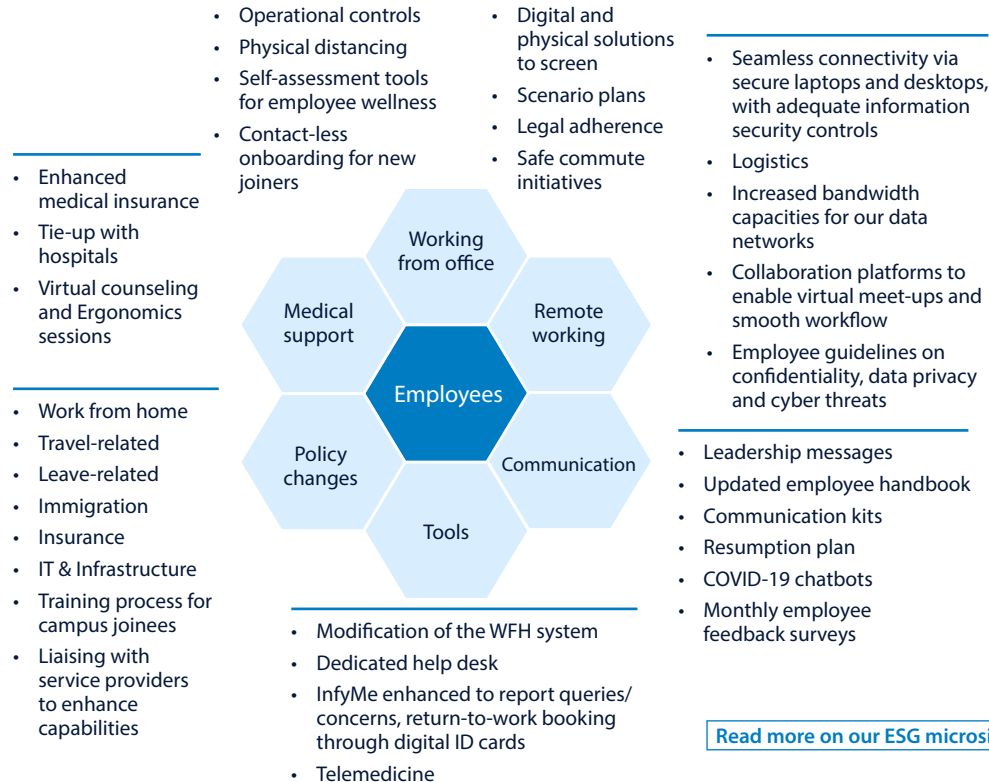 • Operational controls
• Physical distancing
• Self-assessment tools
for employee wellness
• Contact-less
onboarding for new
joiners
• Digital and
physical solutions
to screen
• Scenario plans
• Legal adherence
• Safe commute
initiatives
• Seamless connectivity via
secure laptops and desktops,
with adequate information
security controls
• Logistics
• Increased bandwidth
capacities for our data
networks
• Collaboration platforms to
enable virtual meet-ups and
smooth workflow
• Employee guidelines on
confidentiality, data privacy
and cyber threats
• Enhanced
medical insurance
• Tie-up with
hospitals
• Virtual counseling
and Ergonomics
sessions
Working
from office
Medical
support
Remote
working
Employees
Policy
changes
Communication
Tools
• Work from home
• Travel-related
• Leave-related
• Immigration
• Insurance
• IT & Infrastructure
• Training process for
campus joinees
• Liaising with
service providers
to enhance
capabilities
• Leadership messages
• Updated employee handbook
• Communication kits
• Resumption plan
• COVID-19 chatbots
• Monthly employee
feedback surveys
• Modification of the WFH system
• Dedicated help desk
• InfyMe enhanced to report queries/
concerns, return-to-work booking
through digital ID cards
• Telemedicine
Read more on our ESG